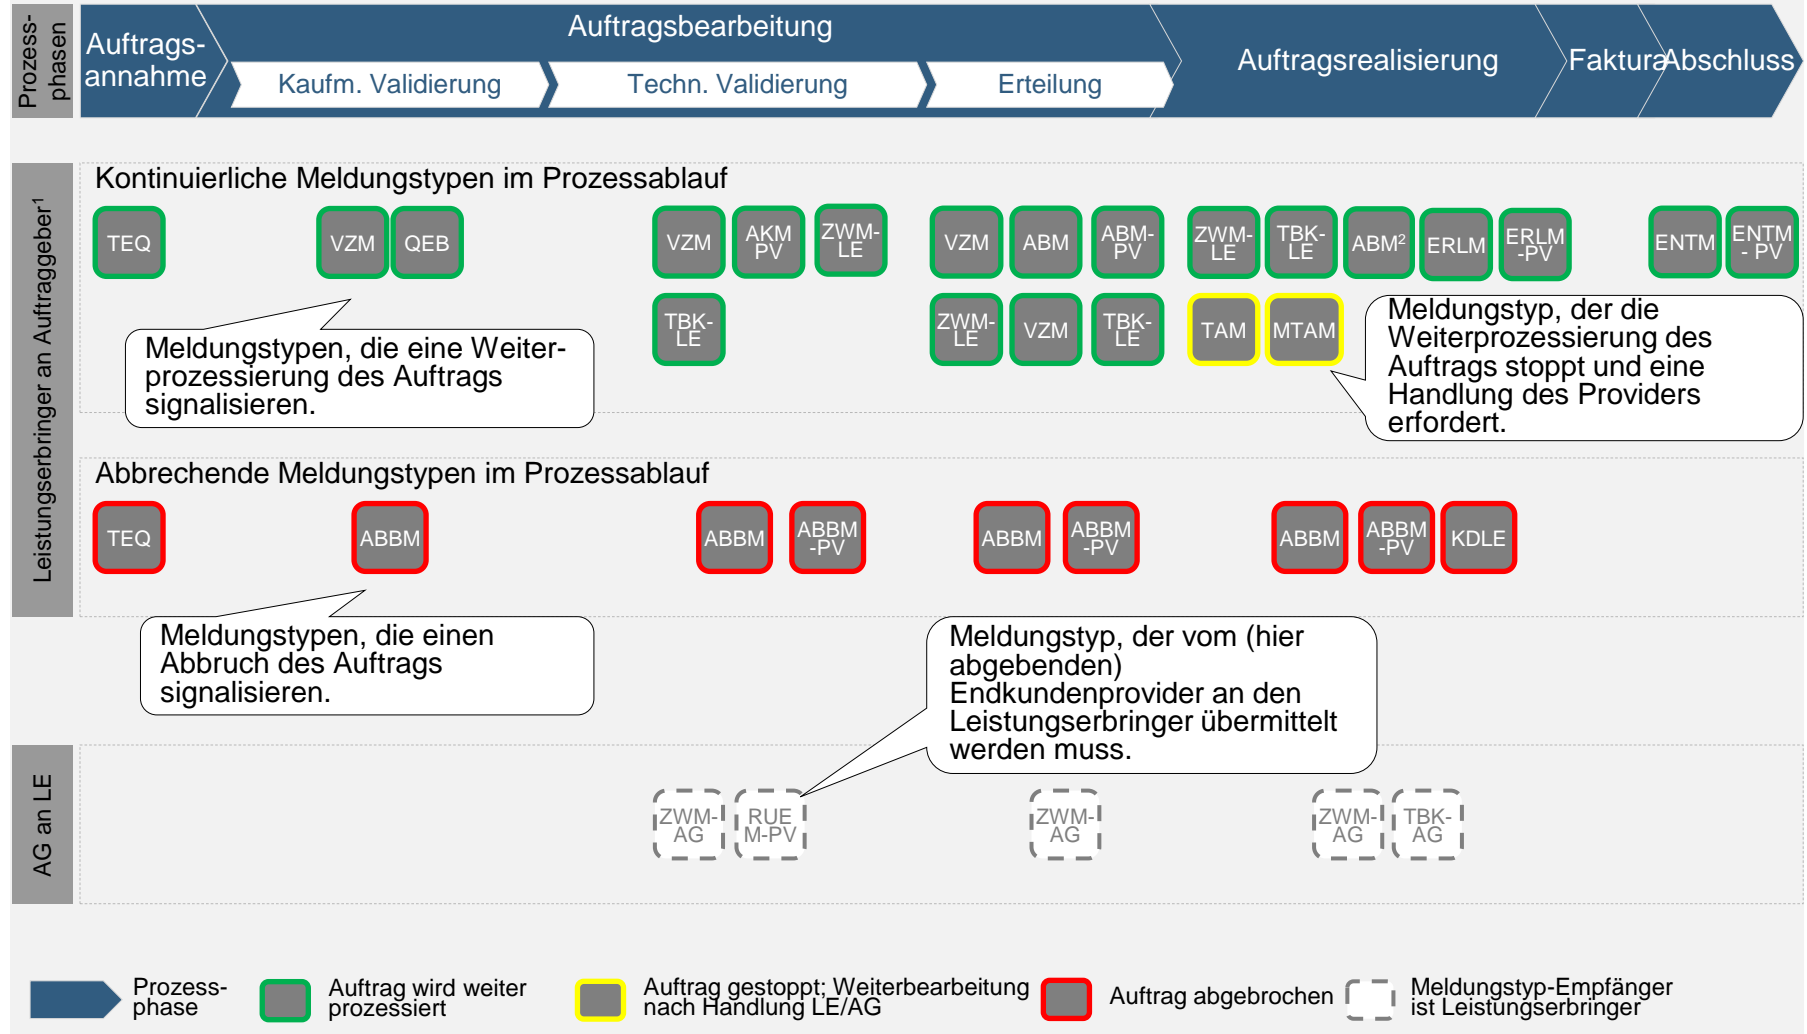 Prozess-
phasen
Auftrags-
annahme
Auftragsbearbeitung
Kaufm. Validierung
Techn. Validierung
Erteilung
Auftragsrealisierung
Faktura
Abschluss
Leistungserbringer an Auftraggeber¹
Kontinuierliche Meldungstypen im Prozessablauf
TEQ
VZM
QEB
VZM
AKM
PV
ZWM-
LE
VZM
ABM
ABM-
PV
ZWM-
LE
TBK-
LE
ABM²
ERLM
ERLM
-PV
ENTM
ENTM
- PV
TBK-
LE
ZWM-
LE
VZM
TBK-
LE
TAM
MTAM
Meldungstypen, die eine Weiter-
prozessierung des Auftrags
signalisieren.
Meldungstyp, der die
Weiterprozessierung des
Auftrags stoppt und eine
Handlung des Providers
erfordert.
Abbrechende Meldungstypen im Prozessablauf
TEQ
ABBM
ABBM
ABBM
-PV
ABBM
ABBM
-PV
ABBM
ABBM
-PV
KDLE
Meldungstypen, die einen
Abbruch des Auftrags
signalisieren.
Meldungstyp, der vom (hier
abgebenden)
Endkundenprovider an den
Leistungserbringer übermittelt
werden muss.
AG an LE
ZWM-
AG
RUE
M-PV
ZWM-
AG
ZWM-
AG
TBK-
AG
Prozess-
phase
Auftrag wird weiter
prozessiert
Auftrag gestoppt; Weiterbearbeitung
nach Handlung LE/AG
Auftrag abgebrochen
Meldungstyp-Empfänger
ist Leistungserbringer